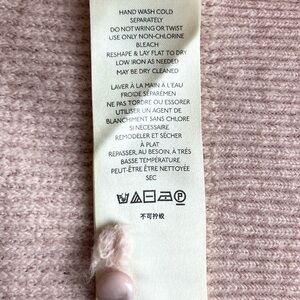 HAND WASH COLD
SEPARATELY
DO NOT WRING OR TWIST
USE ONLY NON-CHLORINE
BLEACH
RESHAPE & LAY FLAT TO DRY
LOW IRON AS NEEDED
MAY BE DRY CLEANED
LAVER À LA MAIN À L'EAU
FROIDE SÉPARÉMEN
NE PAS TORDRE OU ESSORER
UTILISER UN AGENT DE
BLANCHIMENT SANS CHLORE
SI NECESSAIRE
REMODELER ET SÉCHER
À PLAT
REPASSER, AU BESOIN, À TRÈS
BASSE TEMPÉRATURE
PEUT-ÊTRE ÊTRE NETTOYÉE
SEC
不可拧绞